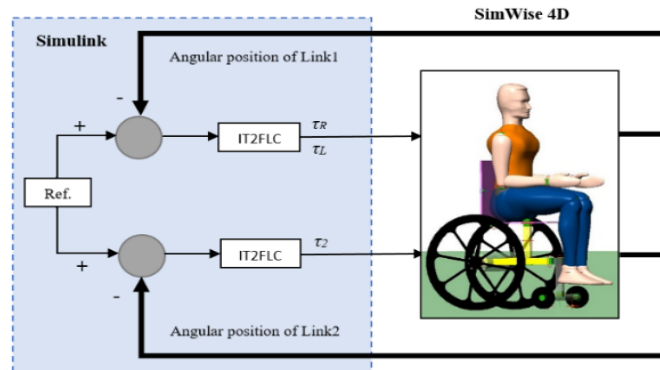 SimWise 4D
Simulink
Angular position of Link1
-
+
IT2FLC
τR
τL
Ref.
IT2FLC
τ2
+
-
Angular position of Link2